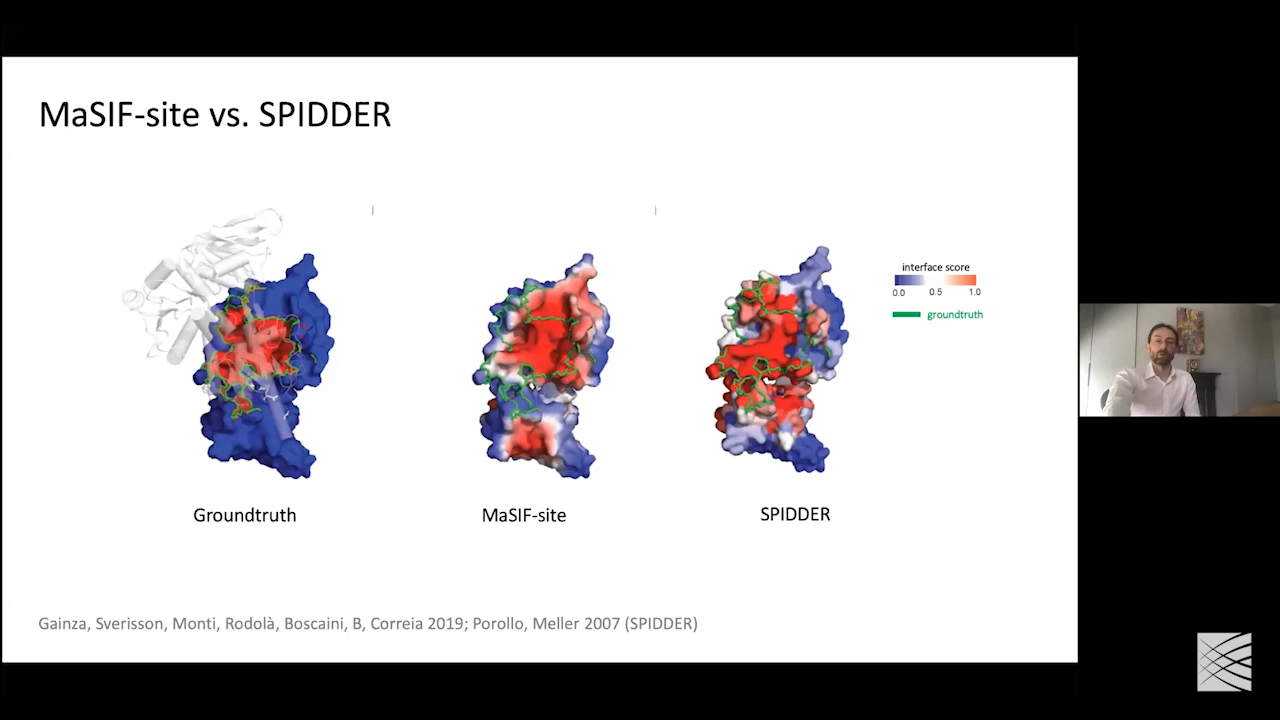 MaSIF-site vs. SPIDDER
interface score
0.0 0.5 1.0
groundtruth
Groundtruth
MaSIF-site
SPIDDER
Gainza, Sverisson, Monti, Rodolà, Boscaini, B, Correia 2019; Porollo, Meller 2007 (SPIDDER)